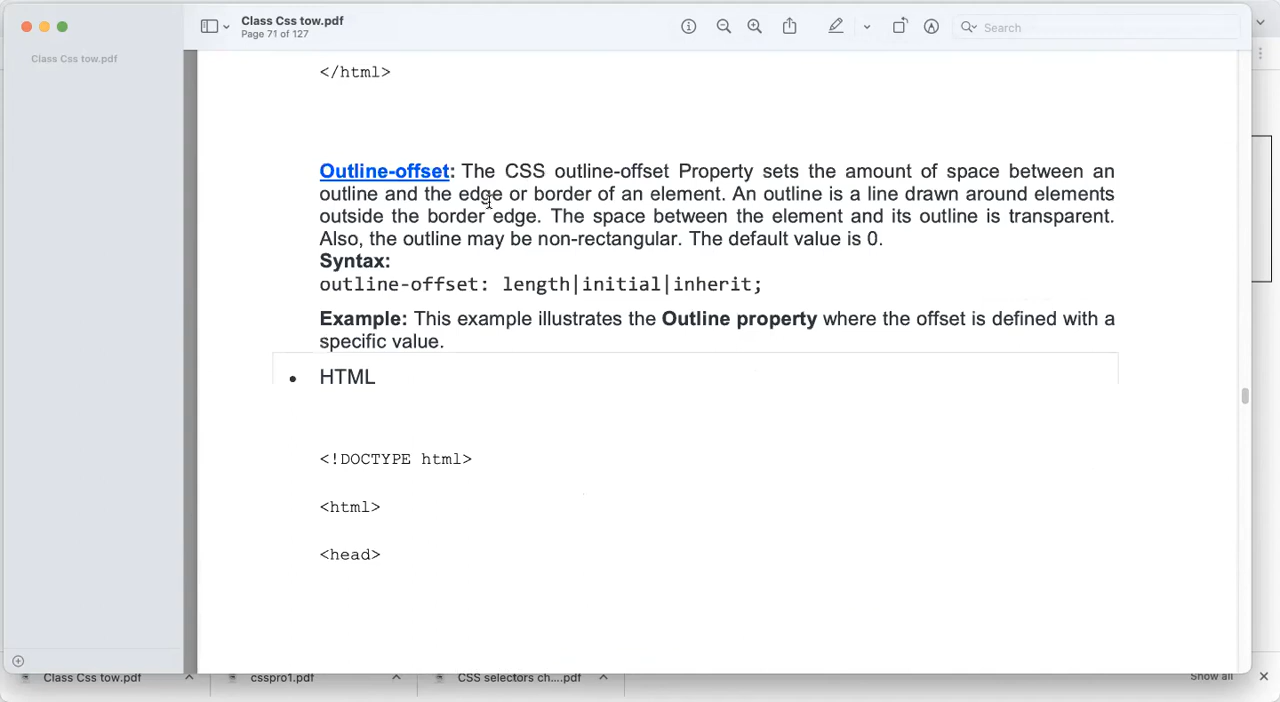 Class Css tow.pdf
Page 71 of 127
Search
Class Css tow.pdf
</html>
Outline-offset: The CSS outline-offset Property sets the amount of space between an
outline and the edge or border of an element. An outline is a line drawn around elements
outside the border edge. The space between the element and its outline is transparent.
Also, the outline may be non-rectangular. The default value is 0.
Syntax:
outline-offset: length|initial|inherit;
Example: This example illustrates the Outline property where the offset is defined with a
specific value.
• HTML
<!DOCTYPE html>
<html>
<head>
Class Css tow.pdf
csspro1.pdf
CSS selectors ch....pdf
Show all